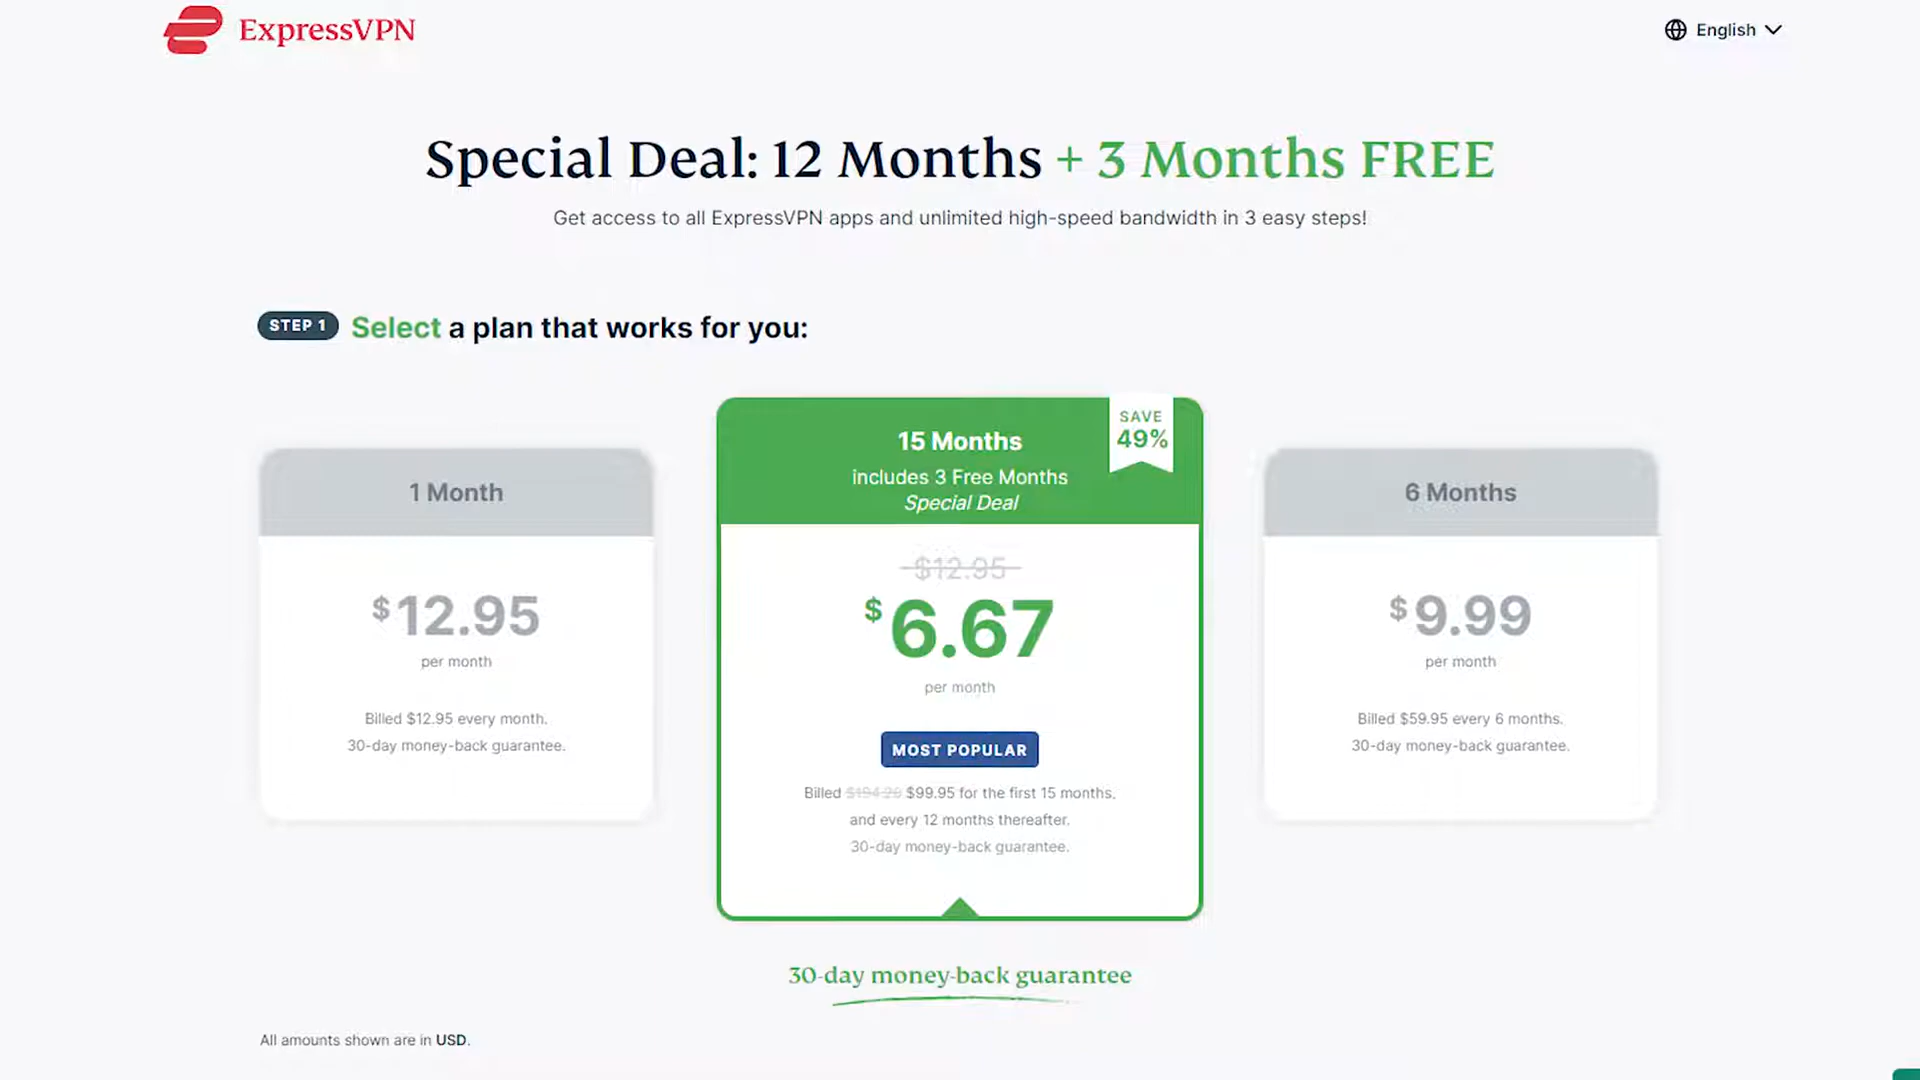 ExpressVPN
English
Special Deal: 12 Months + 3 Months FREE
Get access to all ExpressVPN apps and unlimited high-speed bandwidth in 3 easy steps!
STEP 1 Select a plan that works for you:
1 Month
$12.95
per month
Billed $12.95 every month.
30-day money-back guarantee.
SAVE
49%
15 Months
includes 3 Free Months
Special Deal
$12.95
$6.67
per month
MOST POPULAR
Billed $194.26 $99.95 for the first 15 months,
and every 12 months thereafter.
30-day money-back guarantee.
6 Months
$9.99
per month
Billed $59.95 every 6 months.
30-day money-back guarantee.
30-day money-back guarantee
All amounts shown are in USD.